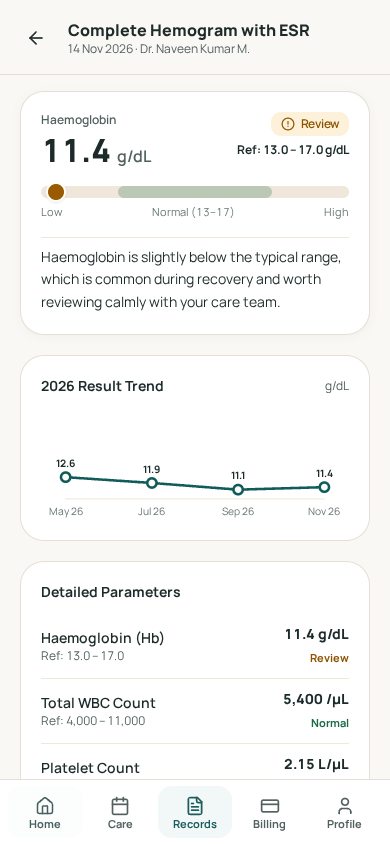 Complete Hemogram with ESR
14 Nov 2026 · Dr. Naveen Kumar M.
Haemoglobin
Review
11.4 g/dL
Ref: 13.0 – 17.0 g/dL
Low
Normal (13–17)
High
Haemoglobin is slightly below the typical range,
which is common during recovery and worth
reviewing calmly with your care team.
2026 Result Trend
g/dL
12.6
11.9
11.1
11.4
May 26
Jul 26
Sep 26
Nov 26
Detailed Parameters
Haemoglobin (Hb)
11.4 g/dL
Ref: 13.0 – 17.0
Review
Total WBC Count
5,400 /µL
Ref: 4,000 – 11,000
Normal
Platelet Count
2.15 L/µL
Home
Care
Records
Billing
Profile